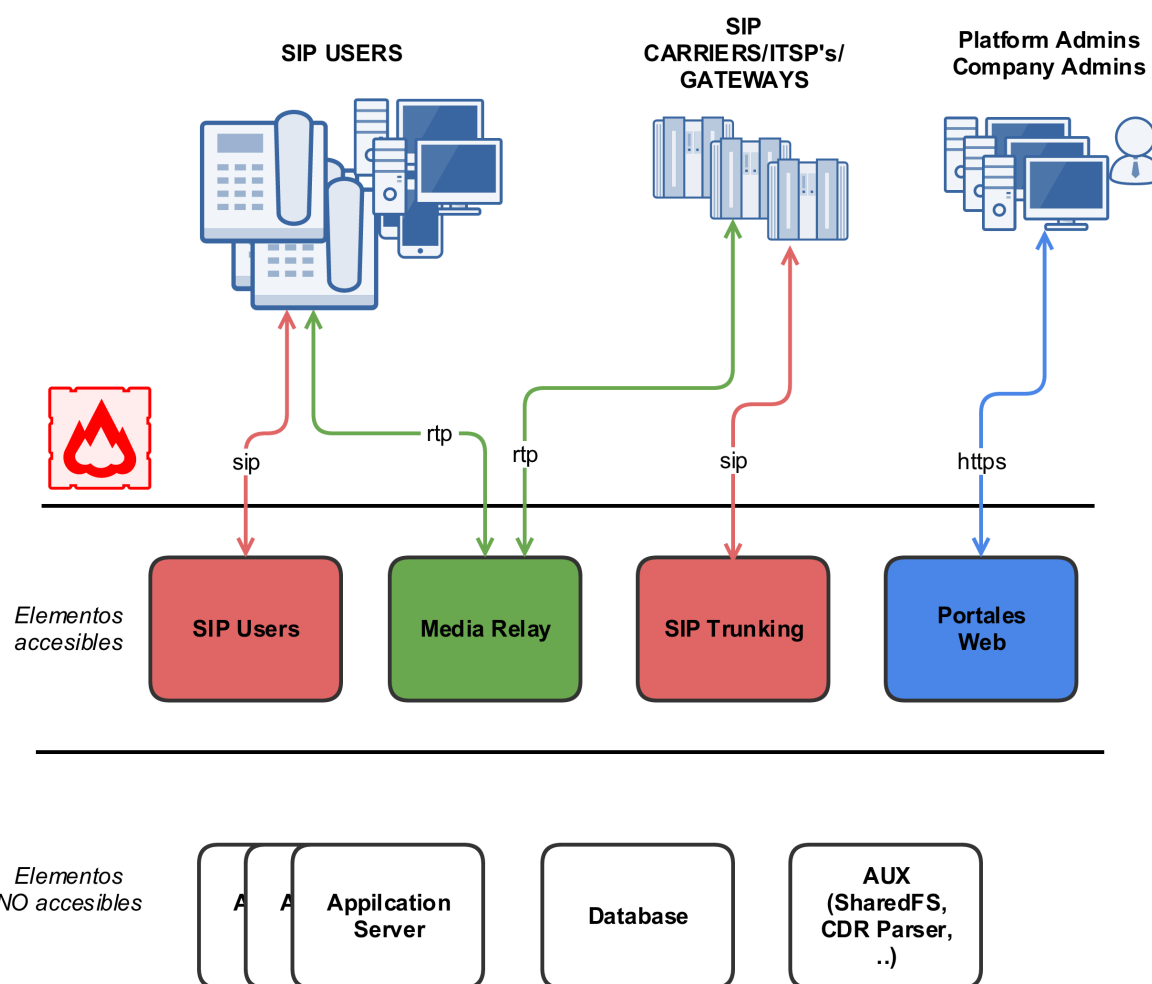 SIP USERS
SIP
CARRIERS/ITSP's/
GATEWAYS
Platform Admins
Company Admins
rtp
rtp
sip
sip
https
Elementos
accesibles
SIP Users
Media Relay
SIP Trunking
Portales
Web
Elementos
NO accesibles
A
A
Appilcation
Server
Database
AUX
(SharedFS,
CDR Parser,
..)